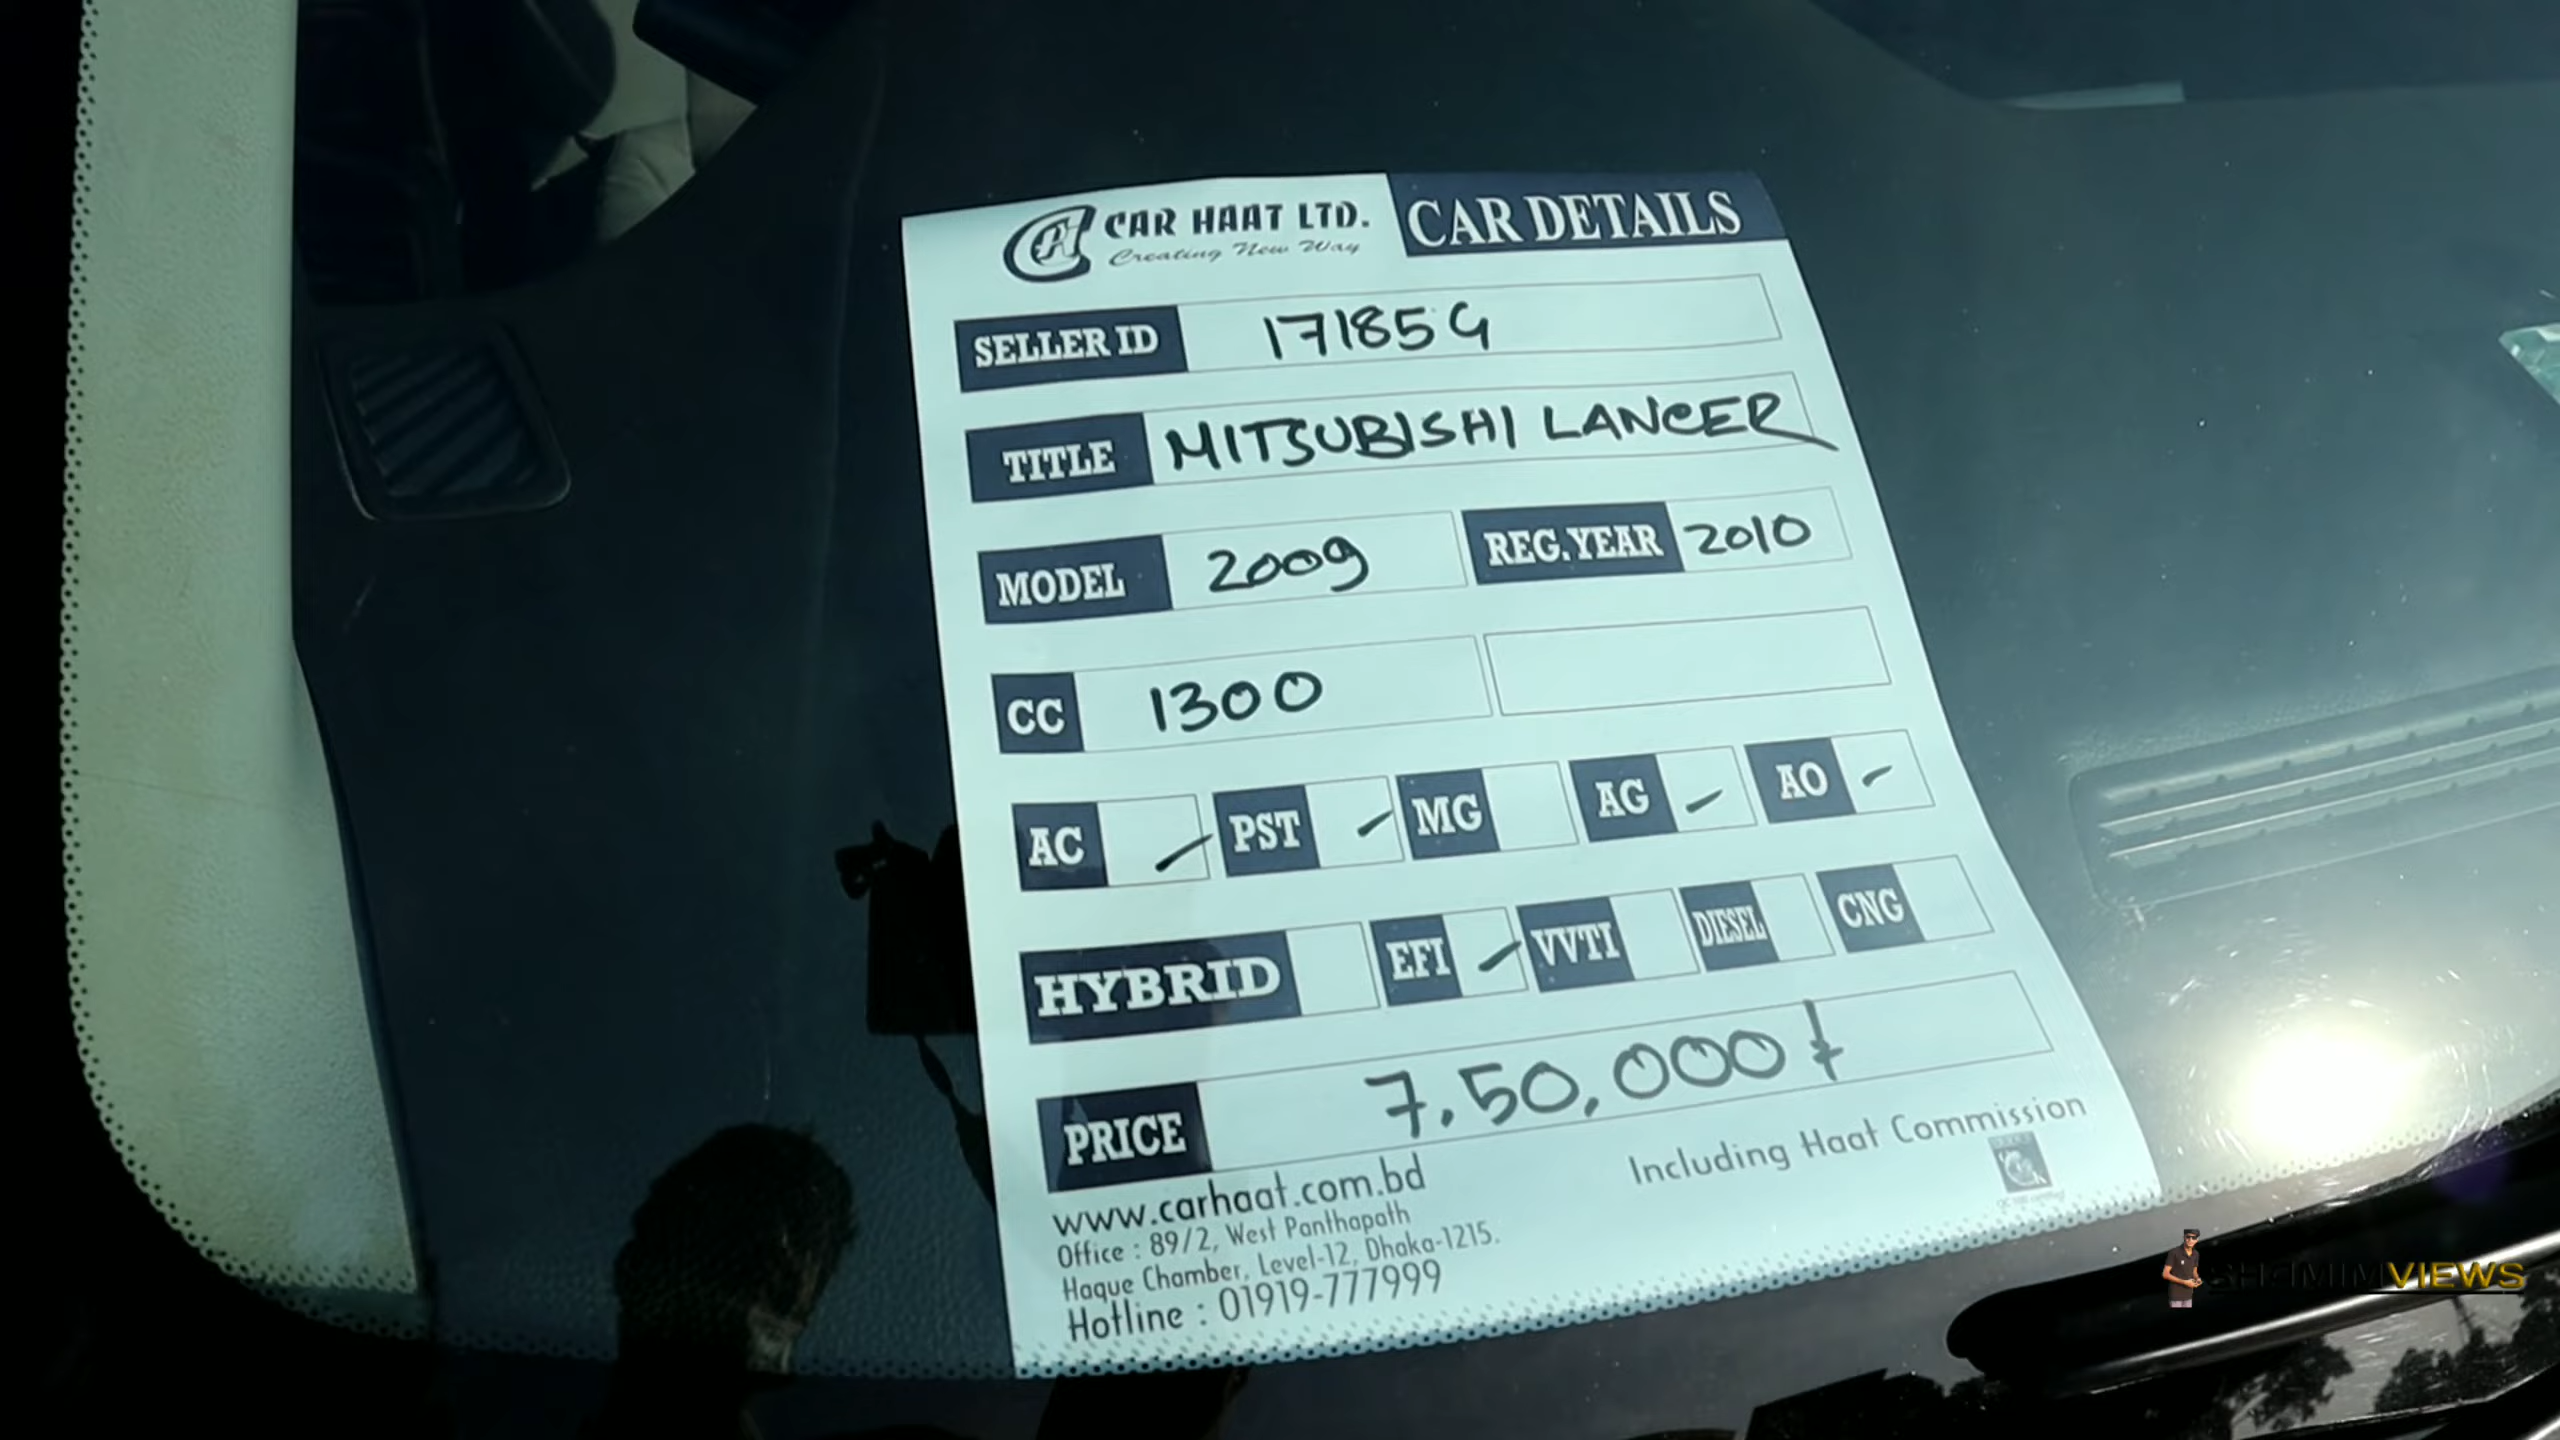 CAR HAAT LTD. CAR DETAILS
Creating New Way
SELLER ID 17185G
TITLE MITSUBISHI LANCER
MODEL 2009 REG.YEAR 2010
CC 1300
AC PST MG AG AO
HYBRID EFI VVTI DIESEL CNG
PRICE 7.50,000
Including Haat Commission
www.carhaat.com.bd
Office : 89/2, West Panthapath
Haque Chamber, Level-12, Dhaka-1215.
Hotline : 01919-777999
SHAMIMVIEWS